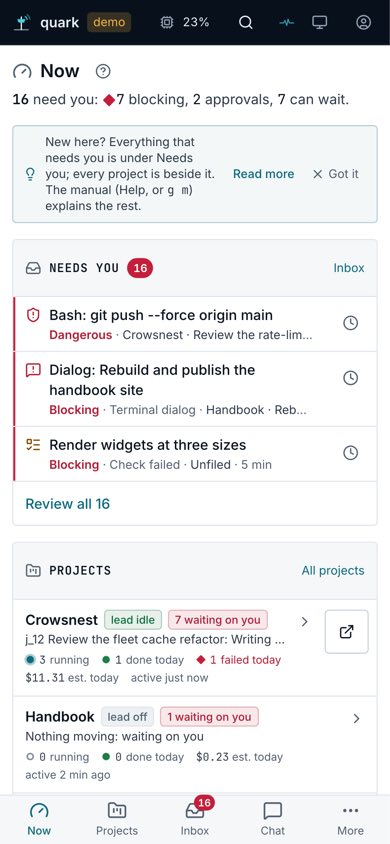 quark demo 23%
Now
16 need you: 7 blocking, 2 approvals, 7 can wait.
New here? Everything that
needs you is under Needs
you; every project is beside it.
The manual (Help, or g m)
explains the rest.
Read more
Got it
NEEDS YOU 16
Inbox
Bash: git push --force origin main
Dangerous · Crowsnest · Review the rate-lim...
Dialog: Rebuild and publish the
handbook site
Blocking · Terminal dialog · Handbook · Reb...
Render widgets at three sizes
Blocking · Check failed · Unfiled · 5 min
Review all 16
PROJECTS
All projects
Crowsnest lead idle 7 waiting on you
j_12 Review the fleet cache refactor: Writing ...
3 running 1 done today 1 failed today
$11.31 est. today active just now
Handbook lead off 1 waiting on you
Nothing moving: waiting on you
0 running 0 done today $0.23 est. today
active 2 min ago
Now
Projects
16
Inbox
Chat
More